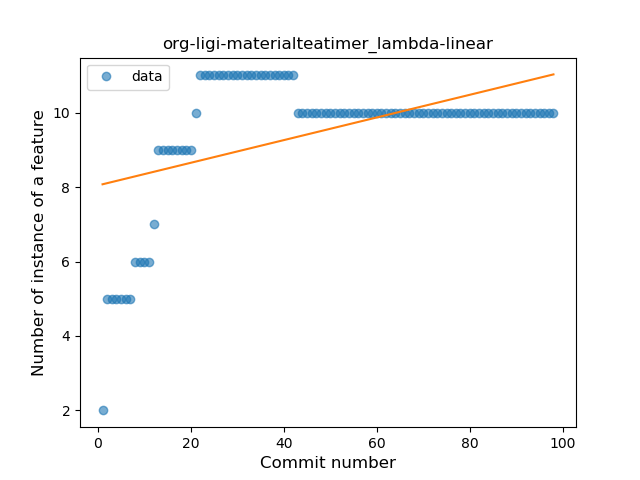 org-ligi-materialteatimer_lambda-linear
data
Number of instance of a feature
10
8
6
4
2
0 20 40 60 80 100
Commit number